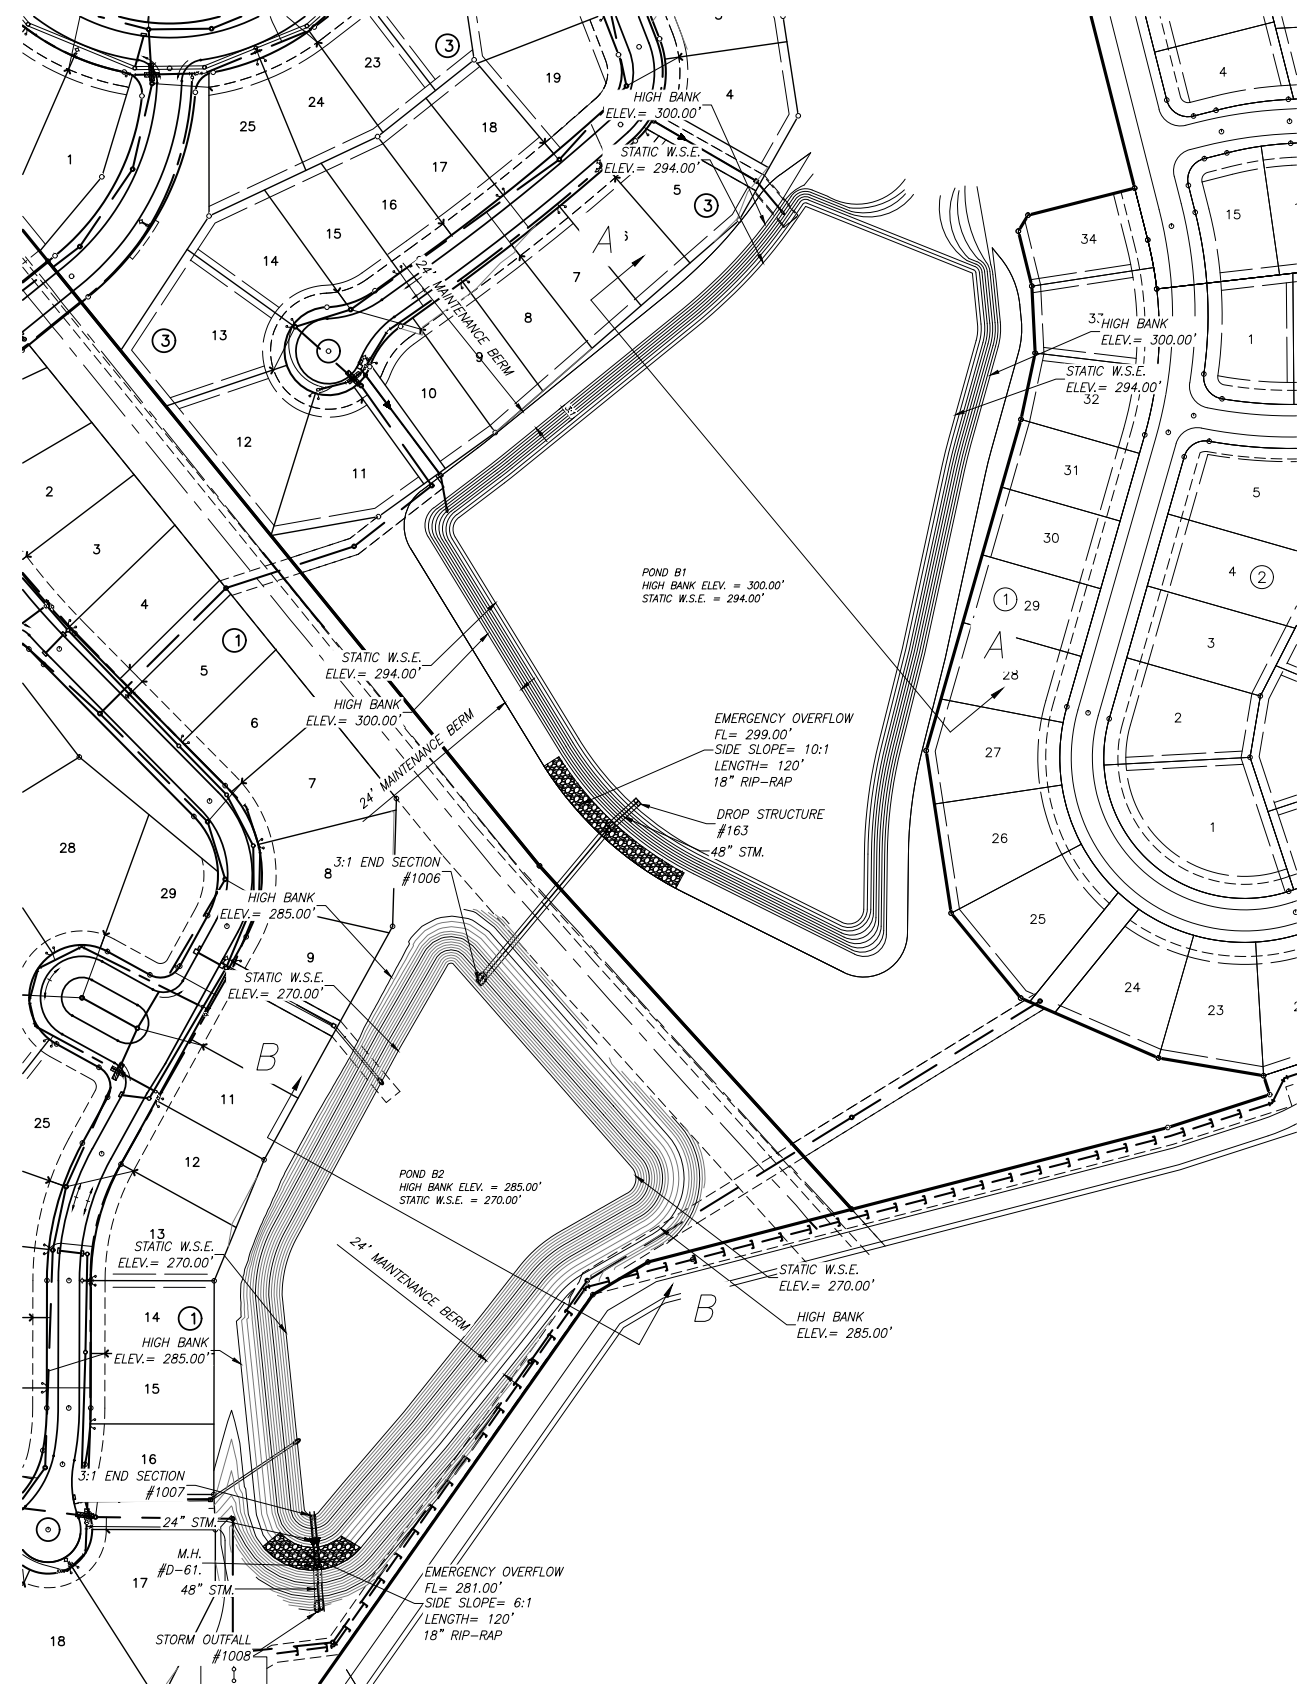 3
23
19
4
4
HIGH BANK
ELEV.= 300.00'
24
25
18
1
17
STATIC W.S.E.
ELEV.= 294.00'
5
3
16
15
15
34
A
14
7
24' MAINTENANCE BERM
8
13
3
9
HIGH BANK
ELEV.= 300.00'
1
STATIC W.S.E.
ELEV.= 294.00'
32
10
3:1
12
11
31
2
5
3
30
POND B1
HIGH BANK ELEV. = 300.00'
STATIC W.S.E. = 294.00'
4
2
4
1
29
1
3
5
A
28
STATIC W.S.E.
ELEV.= 294.00'
HIGH BANK
ELEV.= 300.00'
6
2
24' MAINTENANCE BERM
EMERGENCY OVERFLOW
FL= 299.00'
SIDE SLOPE= 10:1
LENGTH= 120'
18" RIP-RAP
27
7
DROP STRUCTURE
#163
48" STM.
1
26
28
3:1 END SECTION
#1006
8
29
HIGH BANK
ELEV.= 285.00'
25
9
STATIC W.S.E.
ELEV.= 270.00'
24
23
B
11
25
12
POND B2
HIGH BANK ELEV. = 285.00'
STATIC W.S.E. = 270.00'
13
STATIC W.S.E.
ELEV.= 270.00'
24' MAINTENANCE BERM
STATIC W.S.E.
ELEV.= 270.00'
B
14
1
HIGH BANK
ELEV.= 285.00'
HIGH BANK
ELEV.= 285.00'
15
16
3:1 END SECTION
#1007
24" STM.
M.H.
#D-61.
17
48" STM.
EMERGENCY OVERFLOW
FL= 281.00'
SIDE SLOPE= 6:1
LENGTH= 120'
18" RIP-RAP
18
STORM OUTFALL
#1008